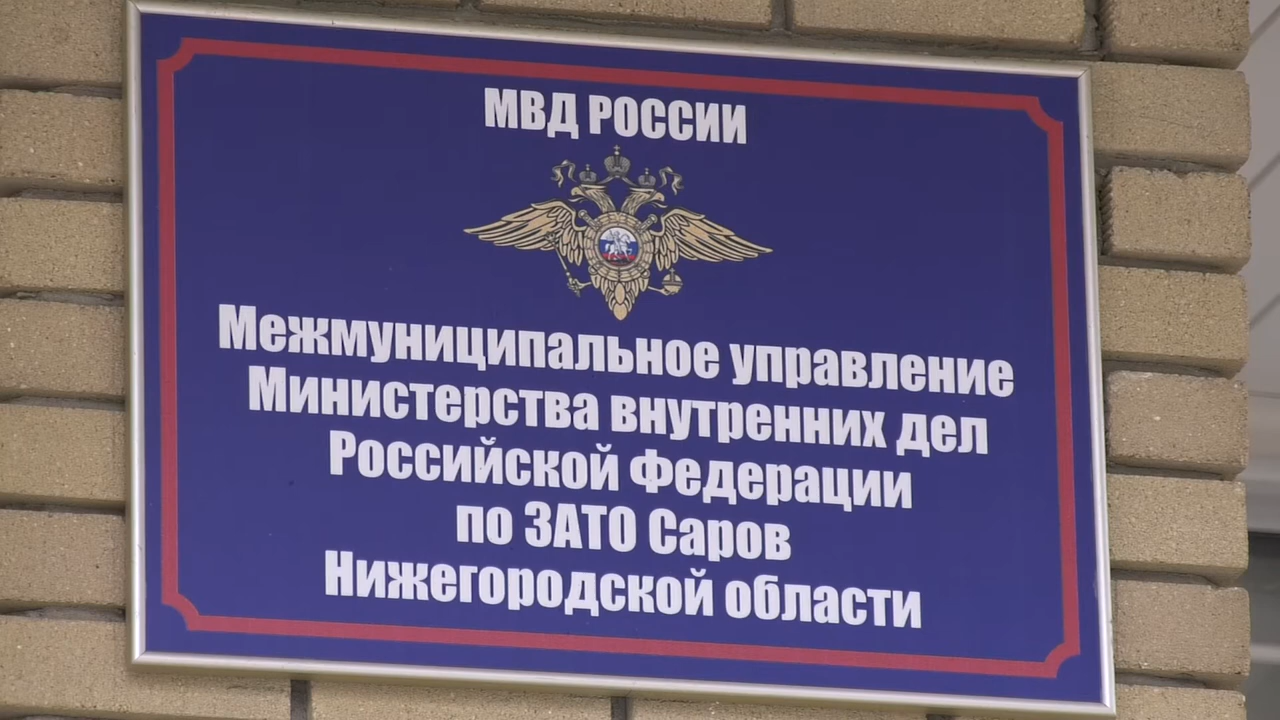 МВД РОССИИ
Межмуниципальное управление
Министерства внутренних дел
Российской Федерации
по ЗАТО Саров
Нижегородской области